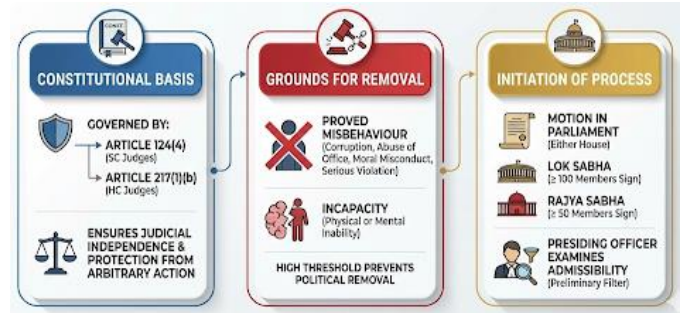 CONST
CONSTITUTIONAL BASIS
GOVERNED BY:
ARTICLE 124(4)
(SC Judges)
ARTICLE 217(1)(b)
(HC Judges)
ENSURES JUDICIAL
INDEPENDENCE &
PROTECTION FROM
ARBITRARY ACTION
GROUNDS FOR REMOVAL
PROVED
MISBEHAVIOUR
(Corruption, Abuse of
Office, Moral Misconduct,
Serious Violation)
INCAPACITY
(Physical or Mental
Inability)
HIGH THRESHOLD PREVENTS
POLITICAL REMOVAL
INITIATION OF PROCESS
MOTION IN
PARLIAMENT
(Either House)
LOK SABHA
(≥ 100 Members Sign)
RAJYA SABHA
(≥ 50 Members Sign)
PRESIDING OFFICER
EXAMINES
ADMISSIBILITY
(Preliminary Filter)